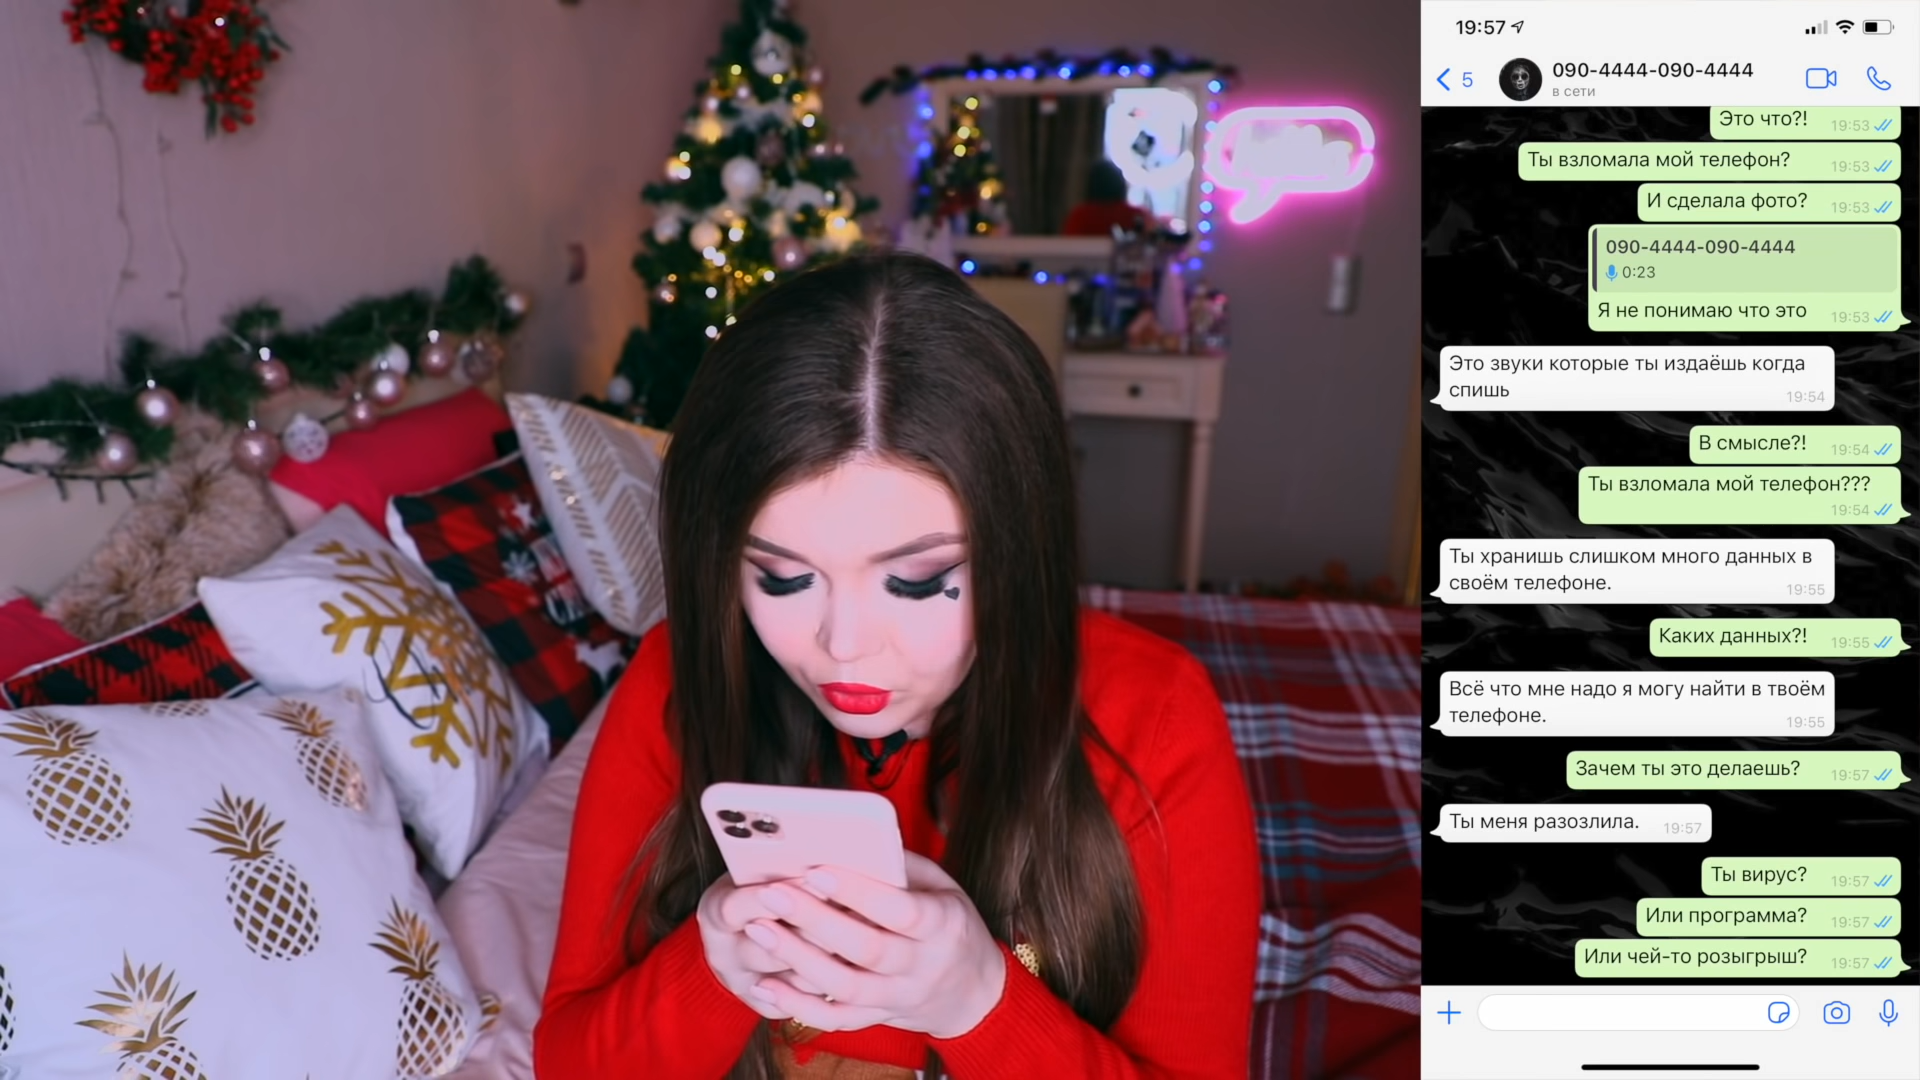 19:57
5
090-4444-090-4444
в сети
Это что?! 19:53
Ты взломала мой телефон? 19:53
И сделала фото? 19:53
090-4444-090-4444
0:23
Я не понимаю что это 19:53
Это звуки которые ты издаёшь когда
спишь 19:54
В смысле?! 19:54
Ты взломала мой телефон???
19:54
Ты хранишь слишком много данных в
своём телефоне. 19:55
Каких данных?! 19:55
Всё что мне надо я могу найти в твоём
телефоне. 19:55
Зачем ты это делаешь? 19:57
Ты меня разозлила. 19:57
Ты вирус? 19:57
Или программа? 19:57
Или чей-то розыгрыш? 19:57